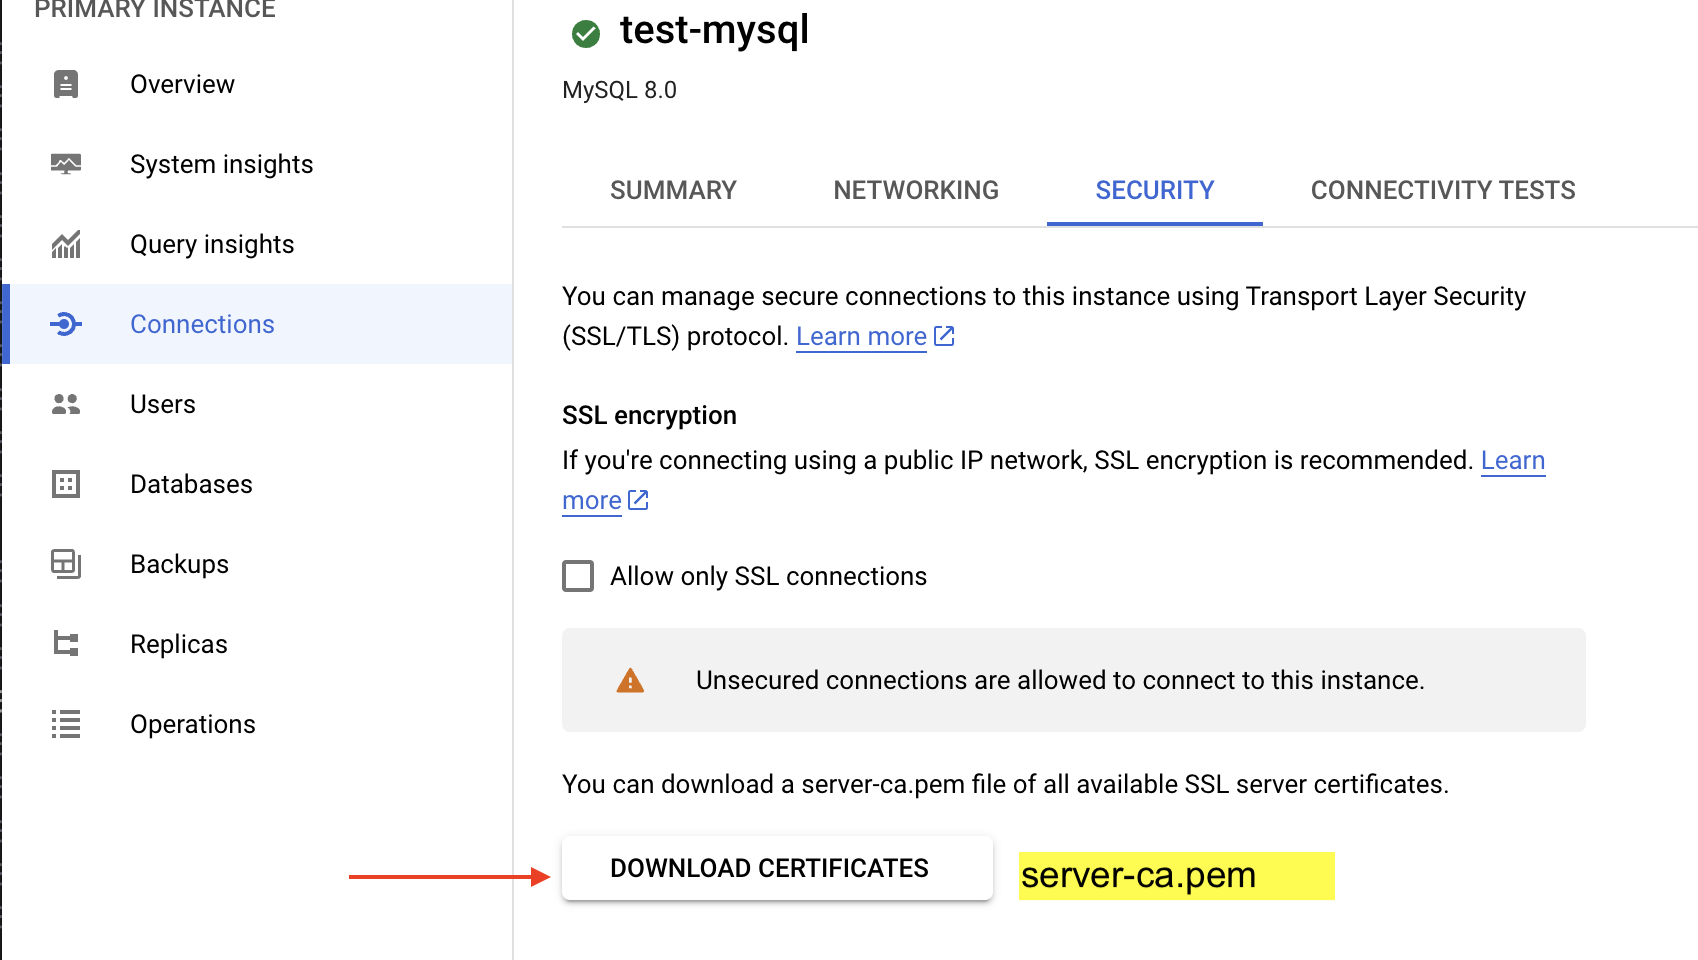 PRIMARY INSTANCE
Overview
System insights
Query insights
Connections
Users
Databases
Backups
Replicas
Operations
test-mysql
MySQL 8.0
SUMMARY
NETWORKING
SECURITY
CONNECTIVITY TESTS
You can manage secure connections to this instance using Transport Layer Security
(SSL/TLS) protocol. Learn more
SSL encryption
If you're connecting using a public IP network, SSL encryption is recommended. Learn
more
Allow only SSL connections
Unsecured connections are allowed to connect to this instance.
You can download a server-ca.pem file of all available SSL server certificates.
DOWNLOAD CERTIFICATES
server-ca.pem